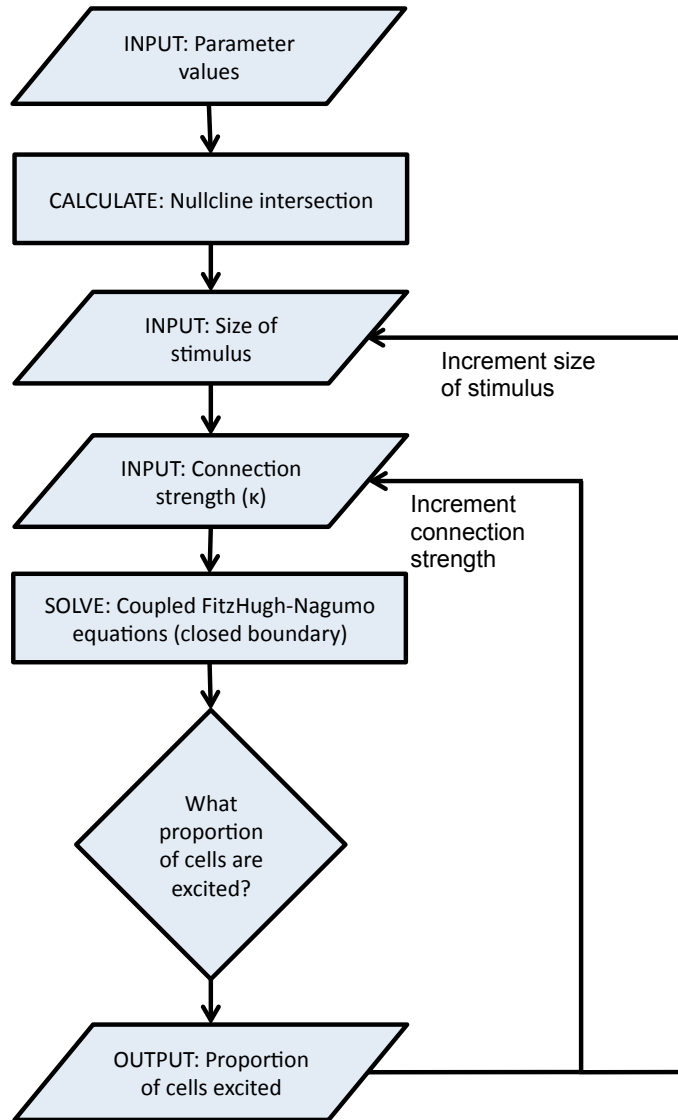 INPUT: Parameter
values
CALCULATE: Nullcline intersection
INPUT: Size of
stimulus
Increment size
of stimulus
INPUT: Connection
strength (κ)
Increment
connection
strength
SOLVE: Coupled FitzHugh-Nagumo
equations (closed boundary)
What
proportion
of cells are
excited?
OUTPUT: Proportion
of cells excited